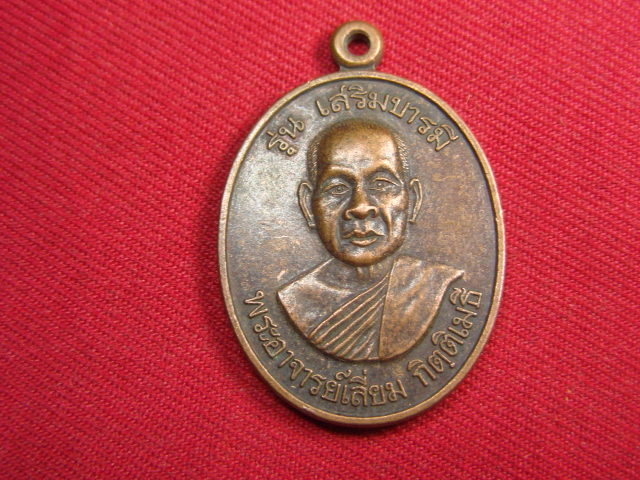 รุ่น เสริมบารมี
พระอาจารย์เสี่ยม กิตฺติเมธี